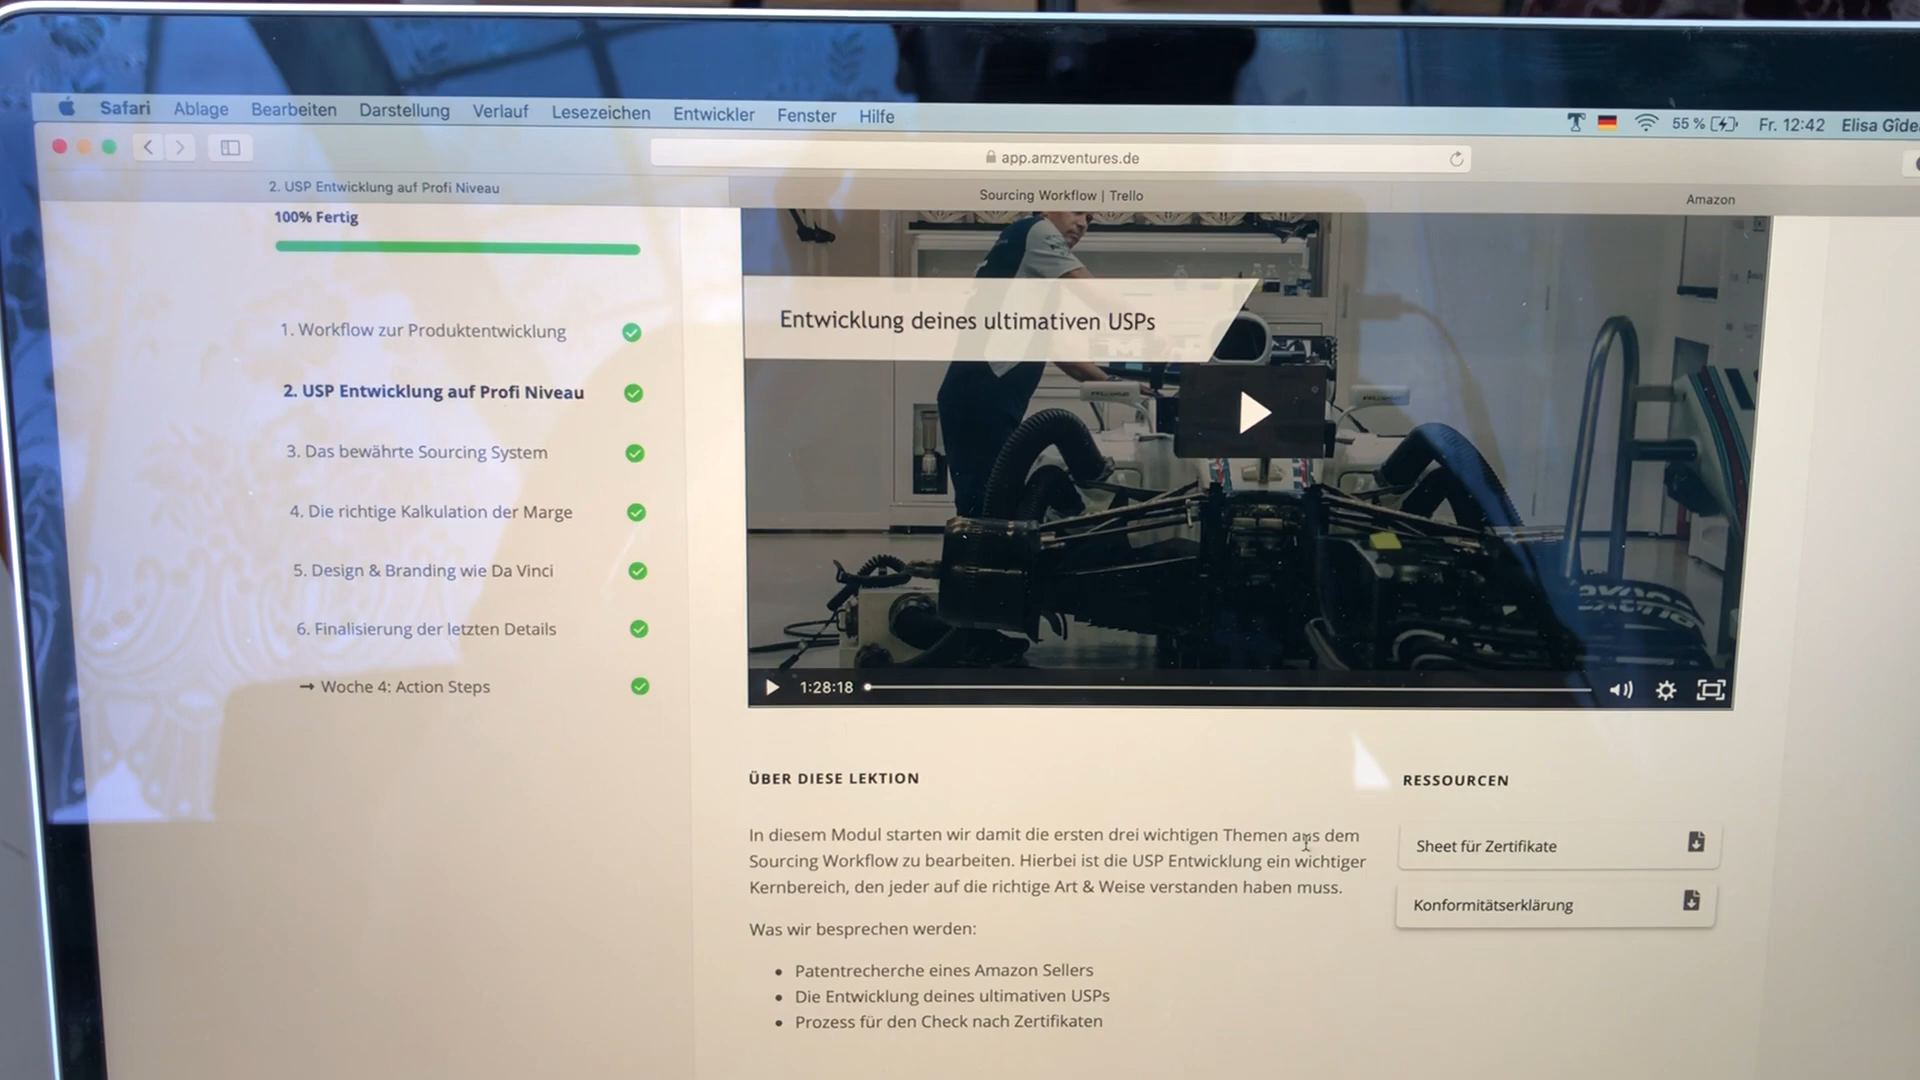 Safari Ablage Bearbeiten Darstellung Verlauf Lesezeichen Entwickler Fenster Hilfe
55 % Fr. 12:42 Elisa Gîde
app.amzventures.de
2. USP Entwicklung auf Profi Niveau
Sourcing Workflow | Trello
Amazon
100% Fertig
1. Workflow zur Produktentwicklung
2. USP Entwicklung auf Profi Niveau
3. Das bewährte Sourcing System
4. Die richtige Kalkulation der Marge
5. Design & Branding wie Da Vinci
6. Finalisierung der letzten Details
→ Woche 4: Action Steps
Entwicklung deines ultimativen USPs
1:28:18
ÜBER DIESE LEKTION
In diesem Modul starten wir damit die ersten drei wichtigen Themen aus dem
Sourcing Workflow zu bearbeiten. Hierbei ist die USP Entwicklung ein wichtiger
Kernbereich, den jeder auf die richtige Art & Weise verstanden haben muss.
Was wir besprechen werden:
• Patentrecherche eines Amazon Sellers
• Die Entwicklung deines ultimativen USPs
• Prozess für den Check nach Zertifikaten
RESSOURCEN
Sheet für Zertifikate
Konformitätserklärung